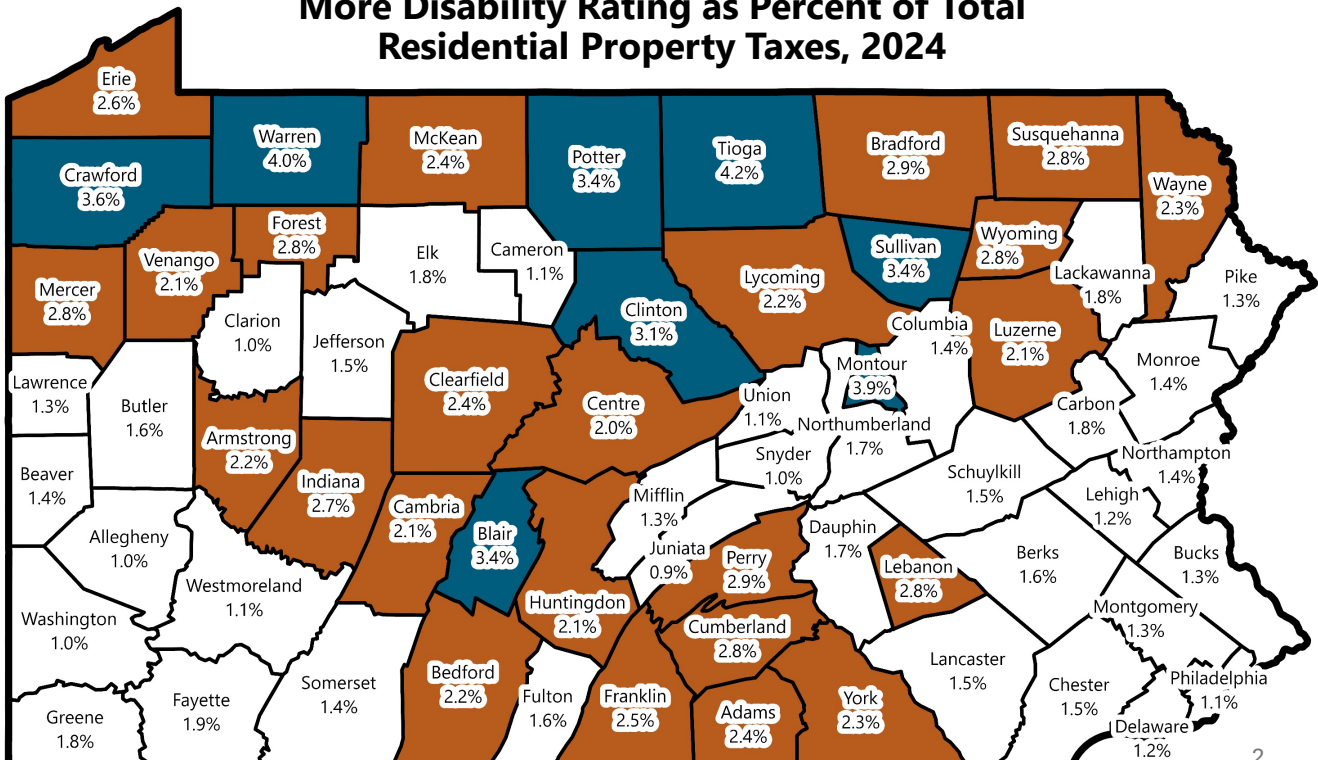 More Disability Rating as Percent of Total
Residential Property Taxes, 2024
Erie
2.6%
Warren
4.0%
McKean
2.4%
Potter
3.4%
Tioga
4.2%
Bradford
2.9%
Susquehanna
2.8%
Crawford
3.6%
Wayne
2.3%
Forest
2.8%
Venango
2.1%
Elk
1.8%
Cameron
1.1%
Sullivan
3.4%
Wyoming
2.8%
Lackawanna
1.8%
Pike
1.3%
Mercer
2.8%
Lycoming
2.2%
Clinton
3.1%
Clarion
1.0%
Jefferson
1.5%
Columbia
1.4%
Luzerne
2.1%
Monroe
1.4%
Lawrence
1.3%
Butler
1.6%
Clearfield
2.4%
Centre
2.0%
Union
1.1%
Montour
3.9%
Carbon
1.8%
Armstrong
2.2%
Northumberland
1.7%
Snyder
1.0%
Northampton
1.4%
Beaver
1.4%
Indiana
2.7%
Schuylkill
1.5%
Lehigh
1.2%
Cambria
2.1%
Mifflin
1.3%
Blair
3.4%
Allegheny
1.0%
Dauphin
1.7%
Juniata
0.9%
Perry
2.9%
Lebanon
2.8%
Berks
1.6%
Bucks
1.3%
Westmoreland
1.1%
Huntingdon
2.1%
Washington
1.0%
Cumberland
2.8%
Montgomery
1.3%
Bedford
2.2%
Lancaster
1.5%
Somerset
1.4%
Fulton
1.6%
Franklin
2.5%
York
2.3%
Chester
1.5%
Philadelphia
1.1%
Fayette
1.9%
Greene
1.8%
Adams
2.4%
Delaware
1.2%
2